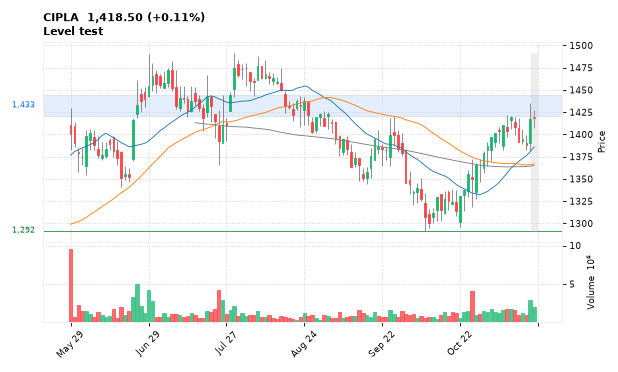 CIPLA 1,418.50 (+0.11%)
Level test
1500
1475
1450
1,433
1425
1400
Price
1375
1350
1325
1300
1,292
10
5
Volume 10⁶
May 29
Jun 29
Jul 27
Aug 24
Sep 22
Oct 22